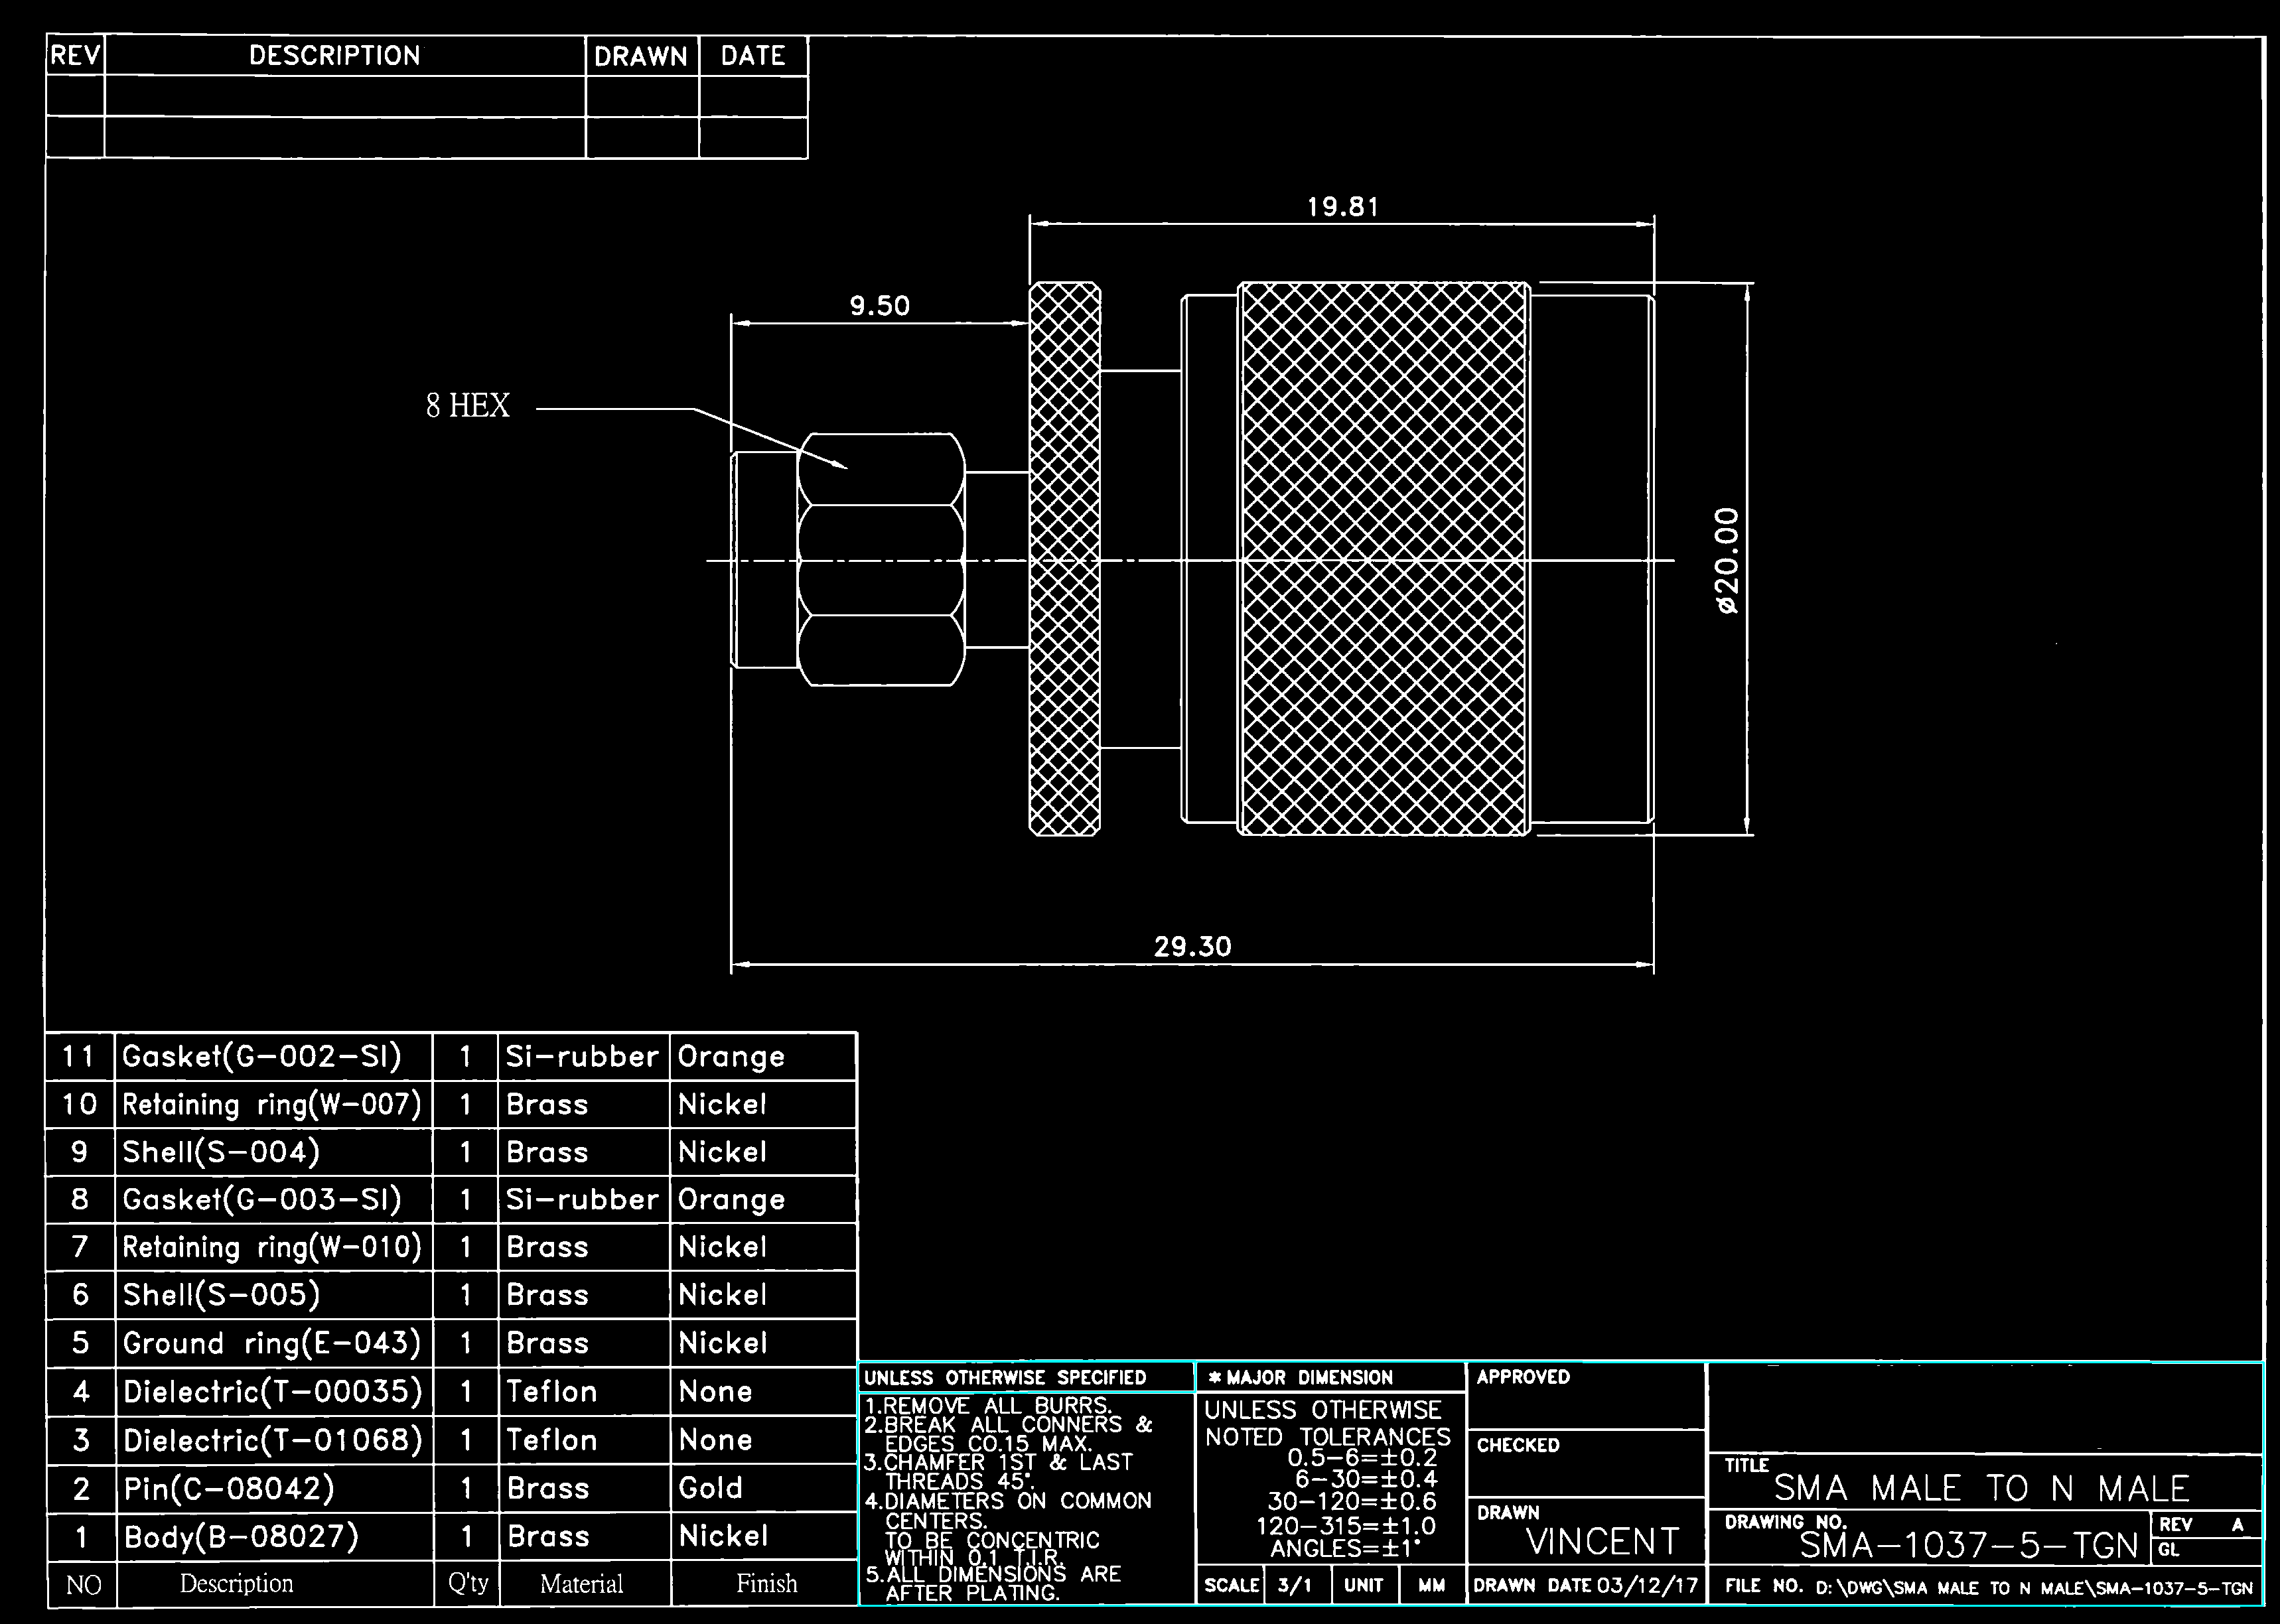 REV DESCRIPTION DRAWN DATE
19.81
9.50
8 HEX
ø20.00
29.30
11 Gasket(G-002-SI) 1 Si-rubber Orange
10 Retaining ring(W-007) 1 Brass Nickel
9 Shell(S-004) 1 Brass Nickel
8 Gasket(G-003-SI) 1 Si-rubber Orange
7 Retaining ring(W-010) 1 Brass Nickel
6 Shell(S-005) 1 Brass Nickel
5 Ground ring(E-043) 1 Brass Nickel
4 Dielectric(T-00035) 1 Teflon None
3 Dielectric(T-01068) 1 Teflon None
2 Pin(C-08042) 1 Brass Gold
1 Body(B-08027) 1 Brass Nickel
NO Description Q'ty Material Finish
UNLESS OTHERWISE SPECIFIED
1.REMOVE ALL BURRS.
2.BREAK ALL CONNERS &
EDGES CO.15 MAX.
3.CHAMFER 1ST & LAST
THREADS 45°.
4.DIAMETERS ON COMMON
CENTERS.
TO BE CONCENTRIC
WITHIN 0.1 T.I.R.
5.ALL DIMENSIONS ARE
AFTER PLATING.
* MAJOR DIMENSION
UNLESS OTHERWISE
NOTED TOLERANCES
0.5-6=±0.2
6-30=±0.4
30-120=±0.6
120-315=±1.0
ANGLES=±1°
SCALE 3/1 UNIT MM
APPROVED
CHECKED
DRAWN
VINCENT
DRAWN DATE 03/12/17
TITLE
SMA MALE TO N MALE
DRAWING NO.
SMA-1037-5-TGN
REV A
GL
FILE NO. D:\DWG\SMA MALE TO N MALE\SMA-1037-5-TGN